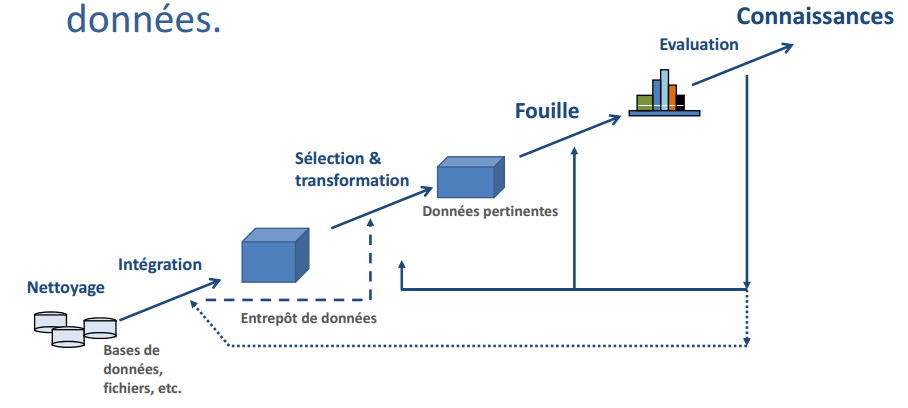 données.
Connaissances
Evaluation
Fouille
Sélection &
transformation
Données pertinentes
Intégration
Nettoyage
Entrepôt de données
Bases de
données,
fichiers, etc.